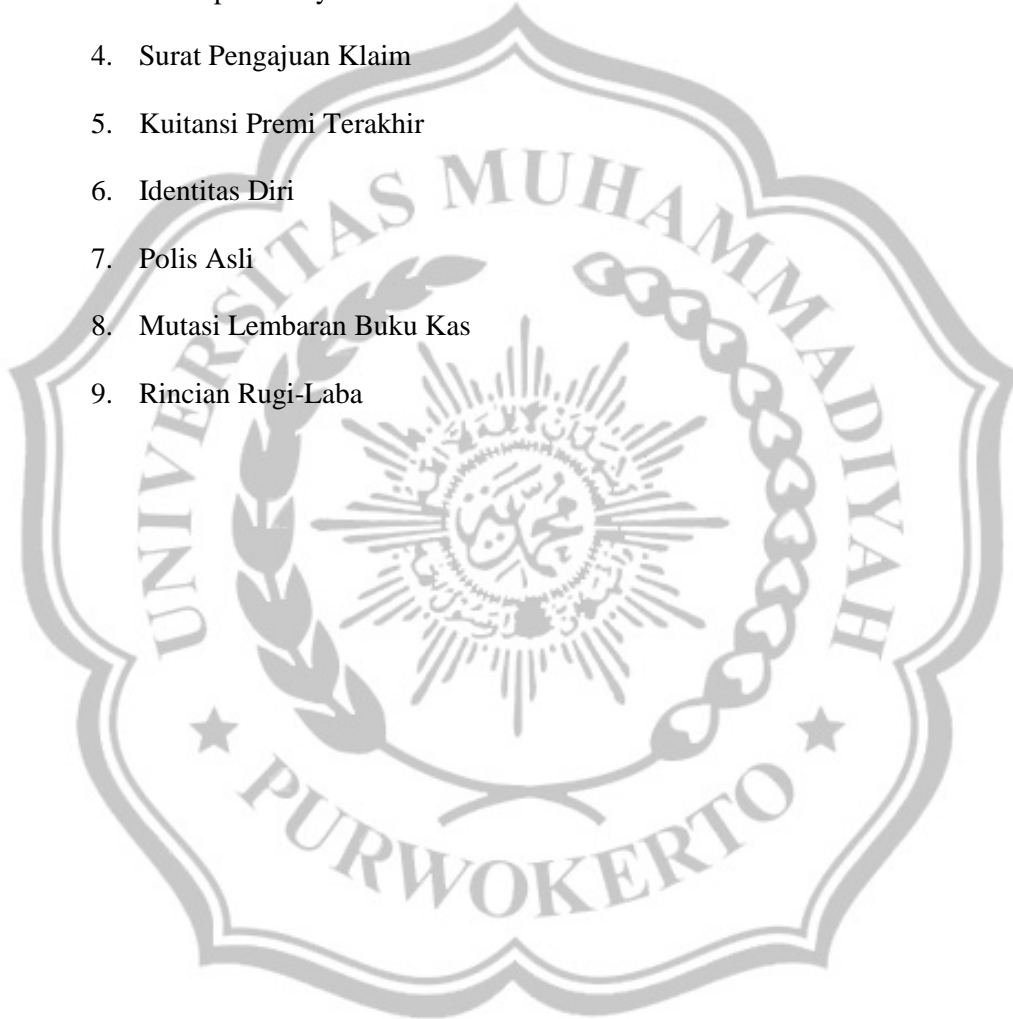 4. Surat Pengajuan Klaim
5. Kuitansi Premi Terakhir
6. Identitas Diri
7. Polis Asli
8. Mutasi Lembaran Buku Kas
9. Rincian Rugi-Laba
UNIVERSITAS MUHAMMADIYAH
PURWOKERTO